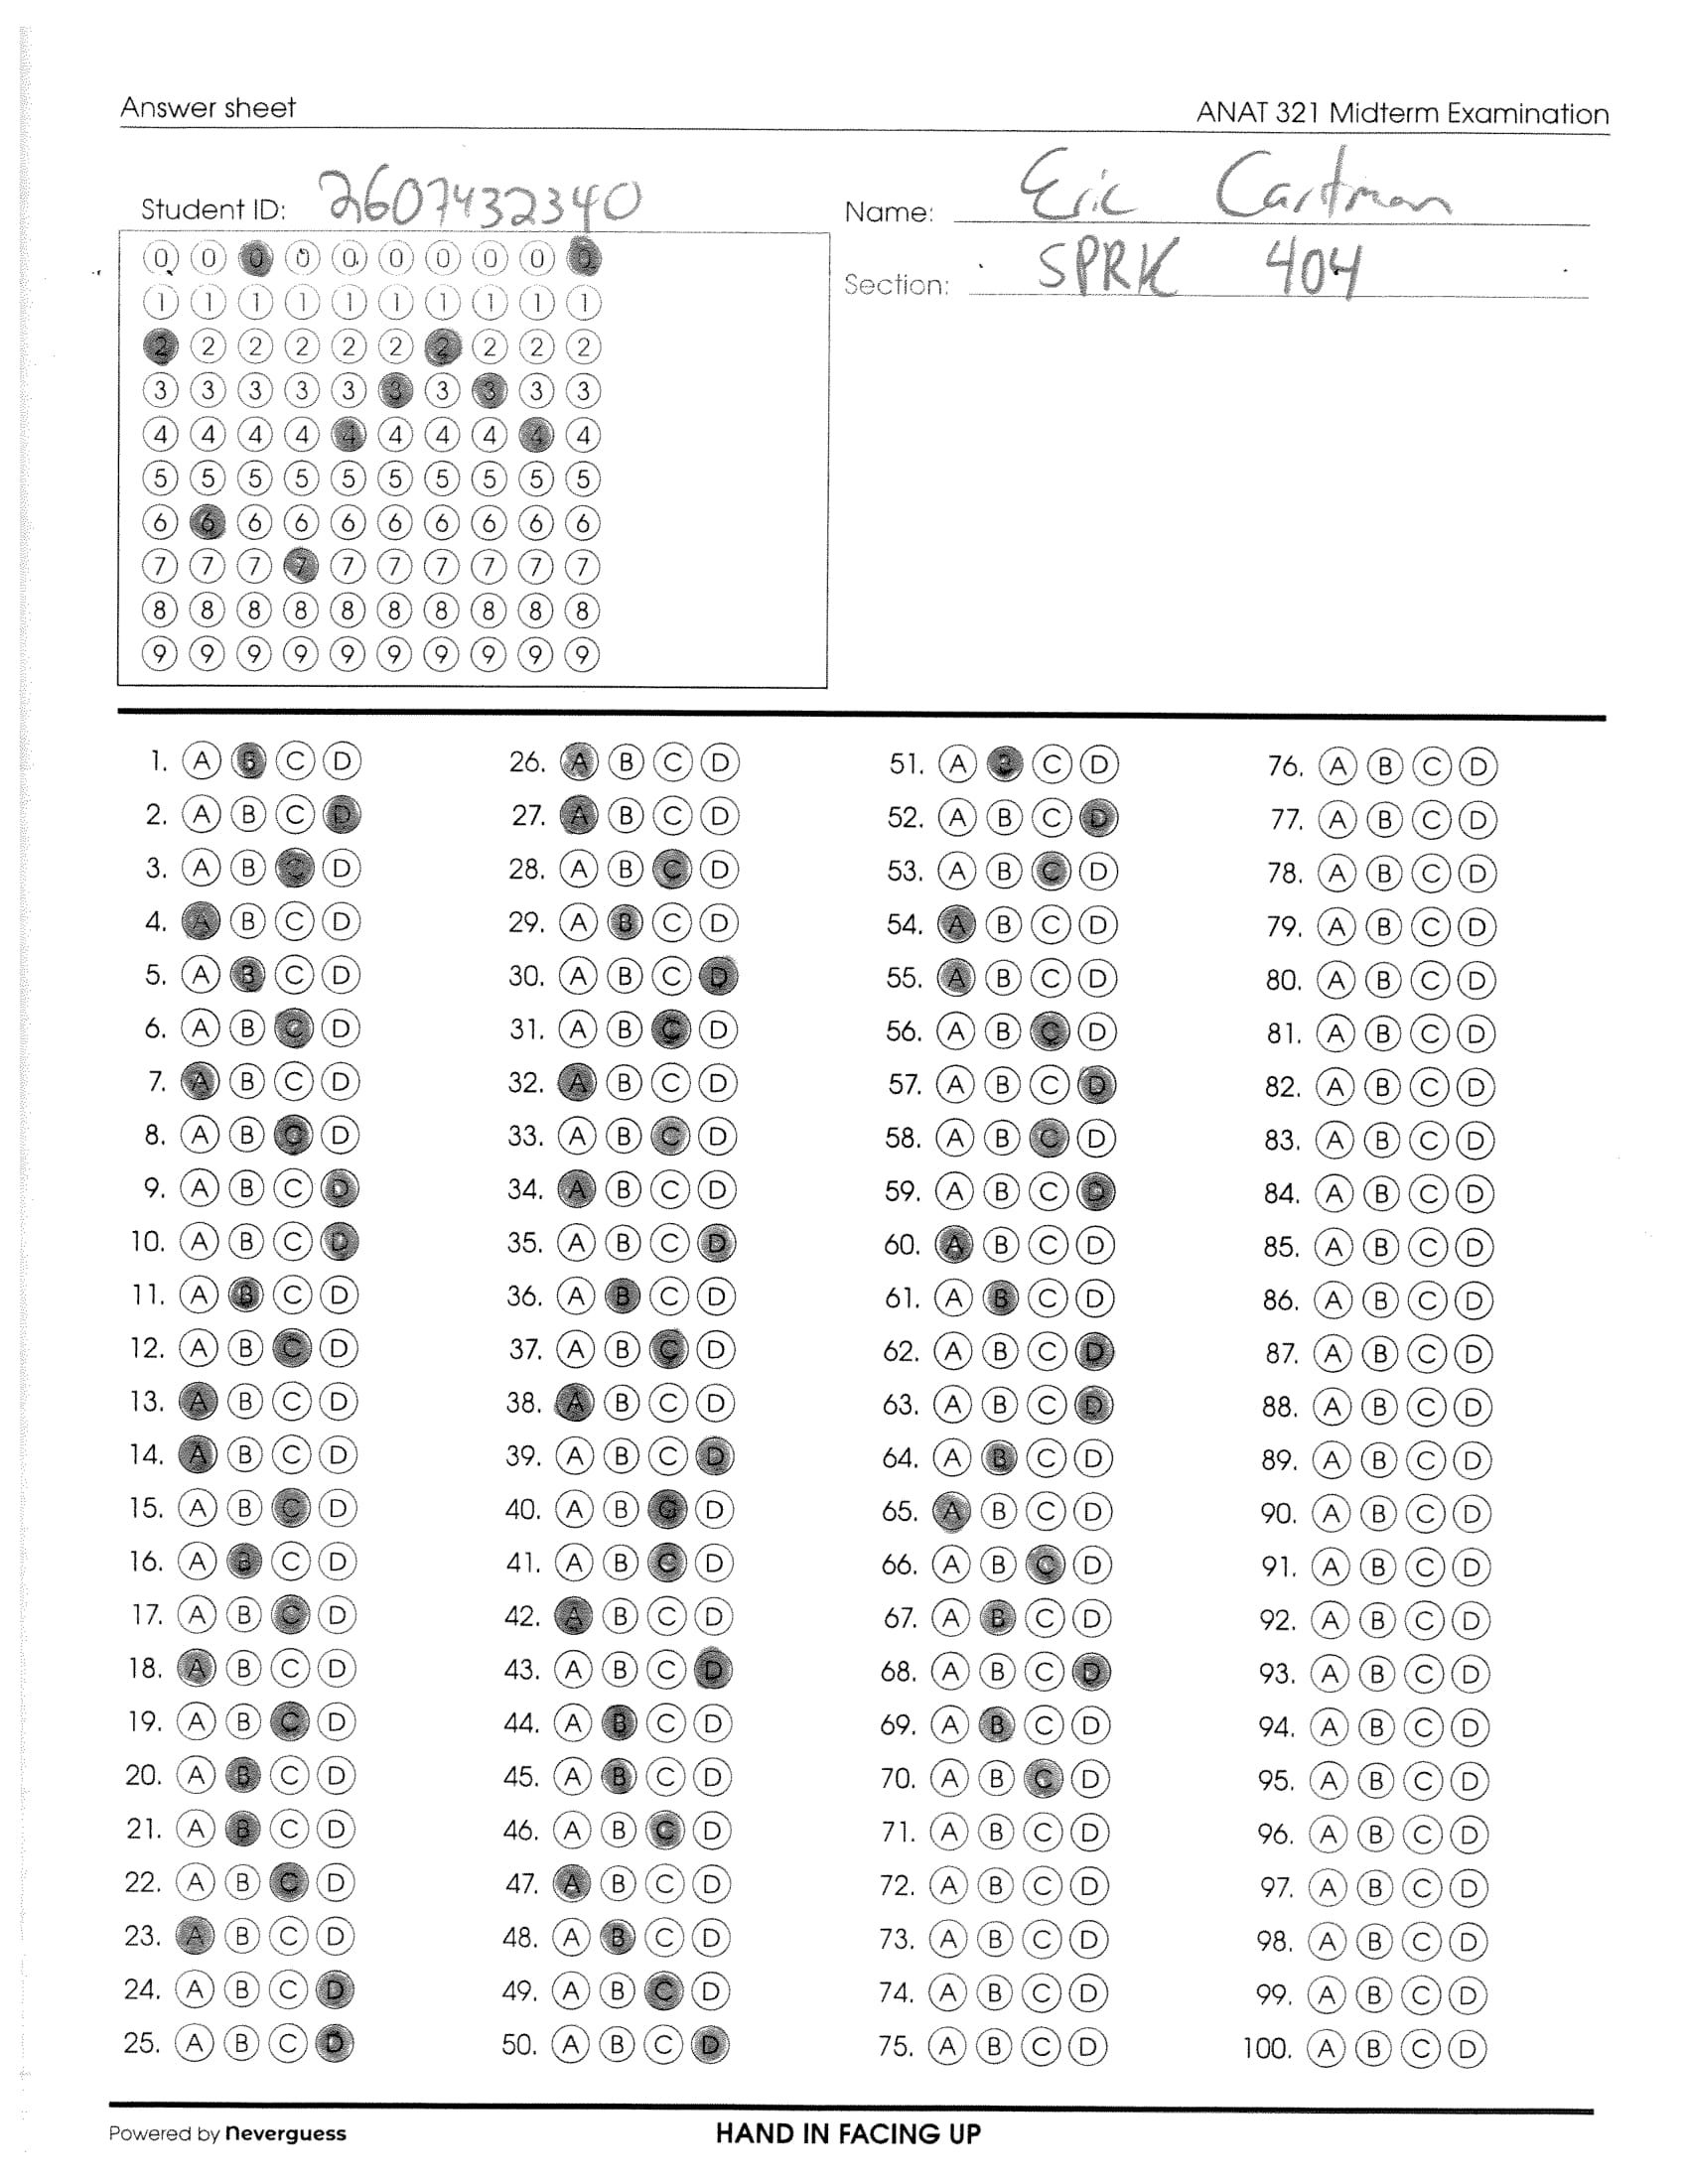 Answer sheet ANAT 321 Midterm Examination
Student ID: 2607432340 Name: Eric Cartman
Section: SPRK 404
0 0 0 0 0 0 0 0 0 0
1 1 1 1 1 1 1 1 1 1
2 2 2 2 2 2 2 2 2 2
3 3 3 3 3 3 3 3 3 3
4 4 4 4 4 4 4 4 4 4
5 5 5 5 5 5 5 5 5 5
6 6 6 6 6 6 6 6 6 6
7 7 7 7 7 7 7 7 7 7
8 8 8 8 8 8 8 8 8 8
9 9 9 9 9 9 9 9 9 9
1. A B C D 26. A B C D 51. A B C D 76. A B C D
2. A B C D 27. A B C D 52. A B C D 77. A B C D
3. A B C D 28. A B C D 53. A B C D 78. A B C D
4. A B C D 29. A B C D 54. A B C D 79. A B C D
5. A B C D 30. A B C D 55. A B C D 80. A B C D
6. A B C D 31. A B C D 56. A B C D 81. A B C D
7. A B C D 32. A B C D 57. A B C D 82. A B C D
8. A B C D 33. A B C D 58. A B C D 83. A B C D
9. A B C D 34. A B C D 59. A B C D 84. A B C D
10. A B C D 35. A B C D 60. A B C D 85. A B C D
11. A B C D 36. A B C D 61. A B C D 86. A B C D
12. A B C D 37. A B C D 62. A B C D 87. A B C D
13. A B C D 38. A B C D 63. A B C D 88. A B C D
14. A B C D 39. A B C D 64. A B C D 89. A B C D
15. A B C D 40. A B C D 65. A B C D 90. A B C D
16. A B C D 41. A B C D 66. A B C D 91. A B C D
17. A B C D 42. A B C D 67. A B C D 92. A B C D
18. A B C D 43. A B C D 68. A B C D 93. A B C D
19. A B C D 44. A B C D 69. A B C D 94. A B C D
20. A B C D 45. A B C D 70. A B C D 95. A B C D
21. A B C D 46. A B C D 71. A B C D 96. A B C D
22. A B C D 47. A B C D 72. A B C D 97. A B C D
23. A B C D 48. A B C D 73. A B C D 98. A B C D
24. A B C D 49. A B C D 74. A B C D 99. A B C D
25. A B C D 50. A B C D 75. A B C D 100. A B C D
Powered by neverguess HAND IN FACING UP